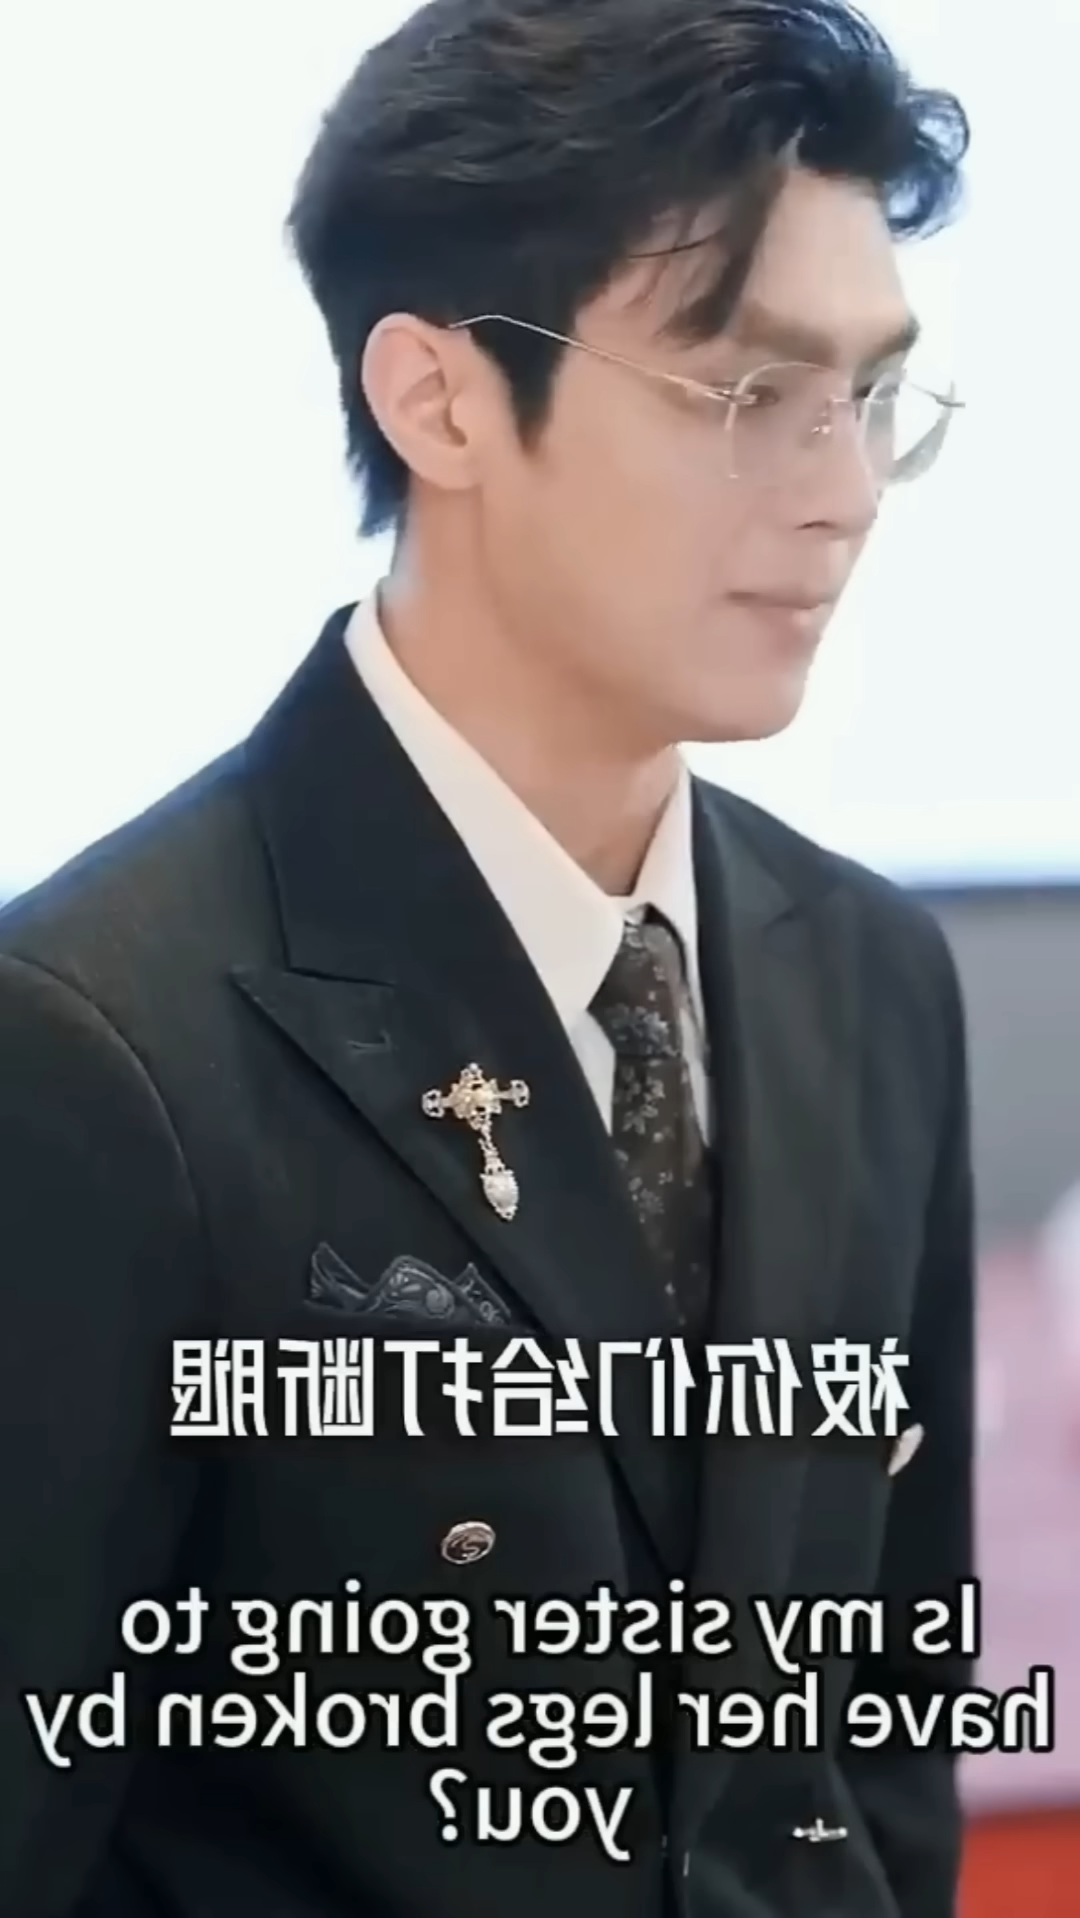 被你们给打断腿
Is my sister going to
have her legs broken by
you?